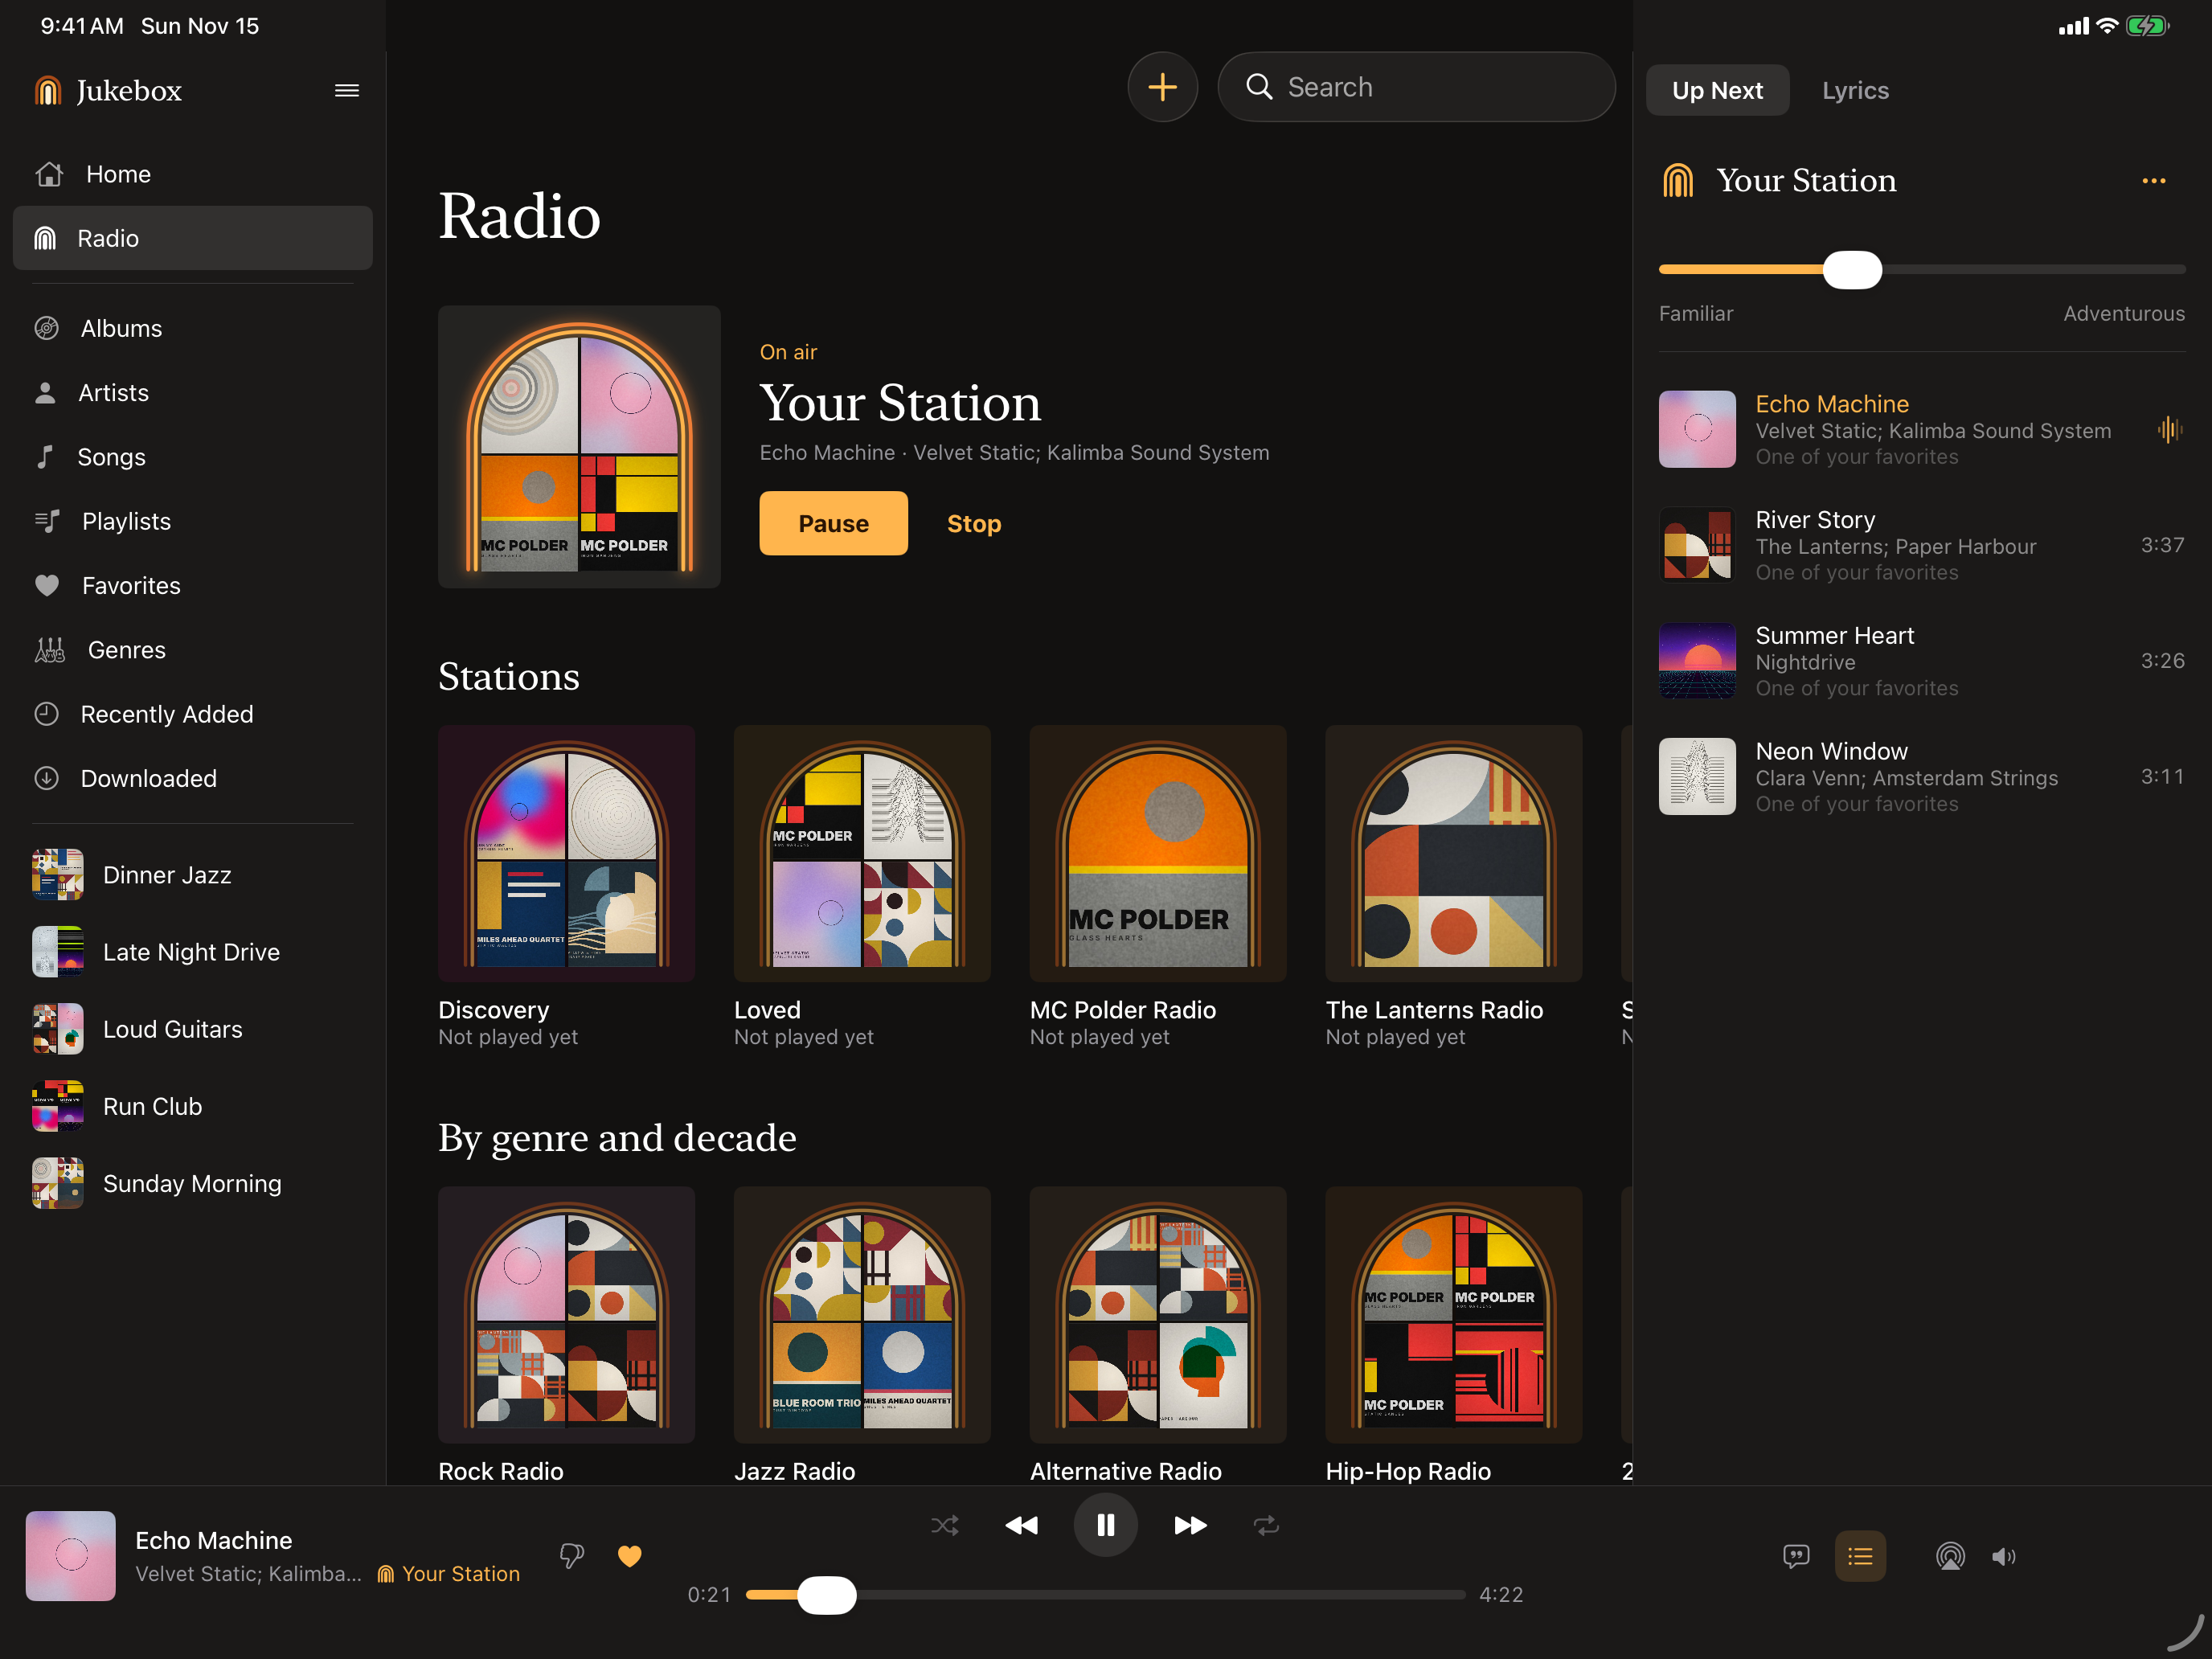 9:41 AM Sun Nov 15
Jukebox
Home
Radio
Albums
Artists
Songs
Playlists
Favorites
Genres
Recently Added
Downloaded
Dinner Jazz
Late Night Drive
Loud Guitars
Run Club
Sunday Morning
Search
Radio
On air
Your Station
Echo Machine · Velvet Static; Kalimba Sound System
Pause
Stop
MC POLDER
MC POLDER
Stations
MILES AHEAD QUARTET
MC POLDER
MC POLDER
GLASS HEARTS
Discovery
Not played yet
Loved
Not played yet
MC Polder Radio
Not played yet
The Lanterns Radio
Not played yet
By genre and decade
BLUE ROOM TRIO
MILES AHEAD QUARTET
MC POLDER
MC POLDER
MC POLDER
Rock Radio
Jazz Radio
Alternative Radio
Hip-Hop Radio
Up Next
Lyrics
Your Station
Familiar
Adventurous
Echo Machine
Velvet Static; Kalimba Sound System
One of your favorites
River Story
The Lanterns; Paper Harbour
One of your favorites
3:37
Summer Heart
Nightdrive
One of your favorites
3:26
Neon Window
Clara Venn; Amsterdam Strings
One of your favorites
3:11
Echo Machine
Velvet Static; Kalimba... Your Station
0:21
4:22